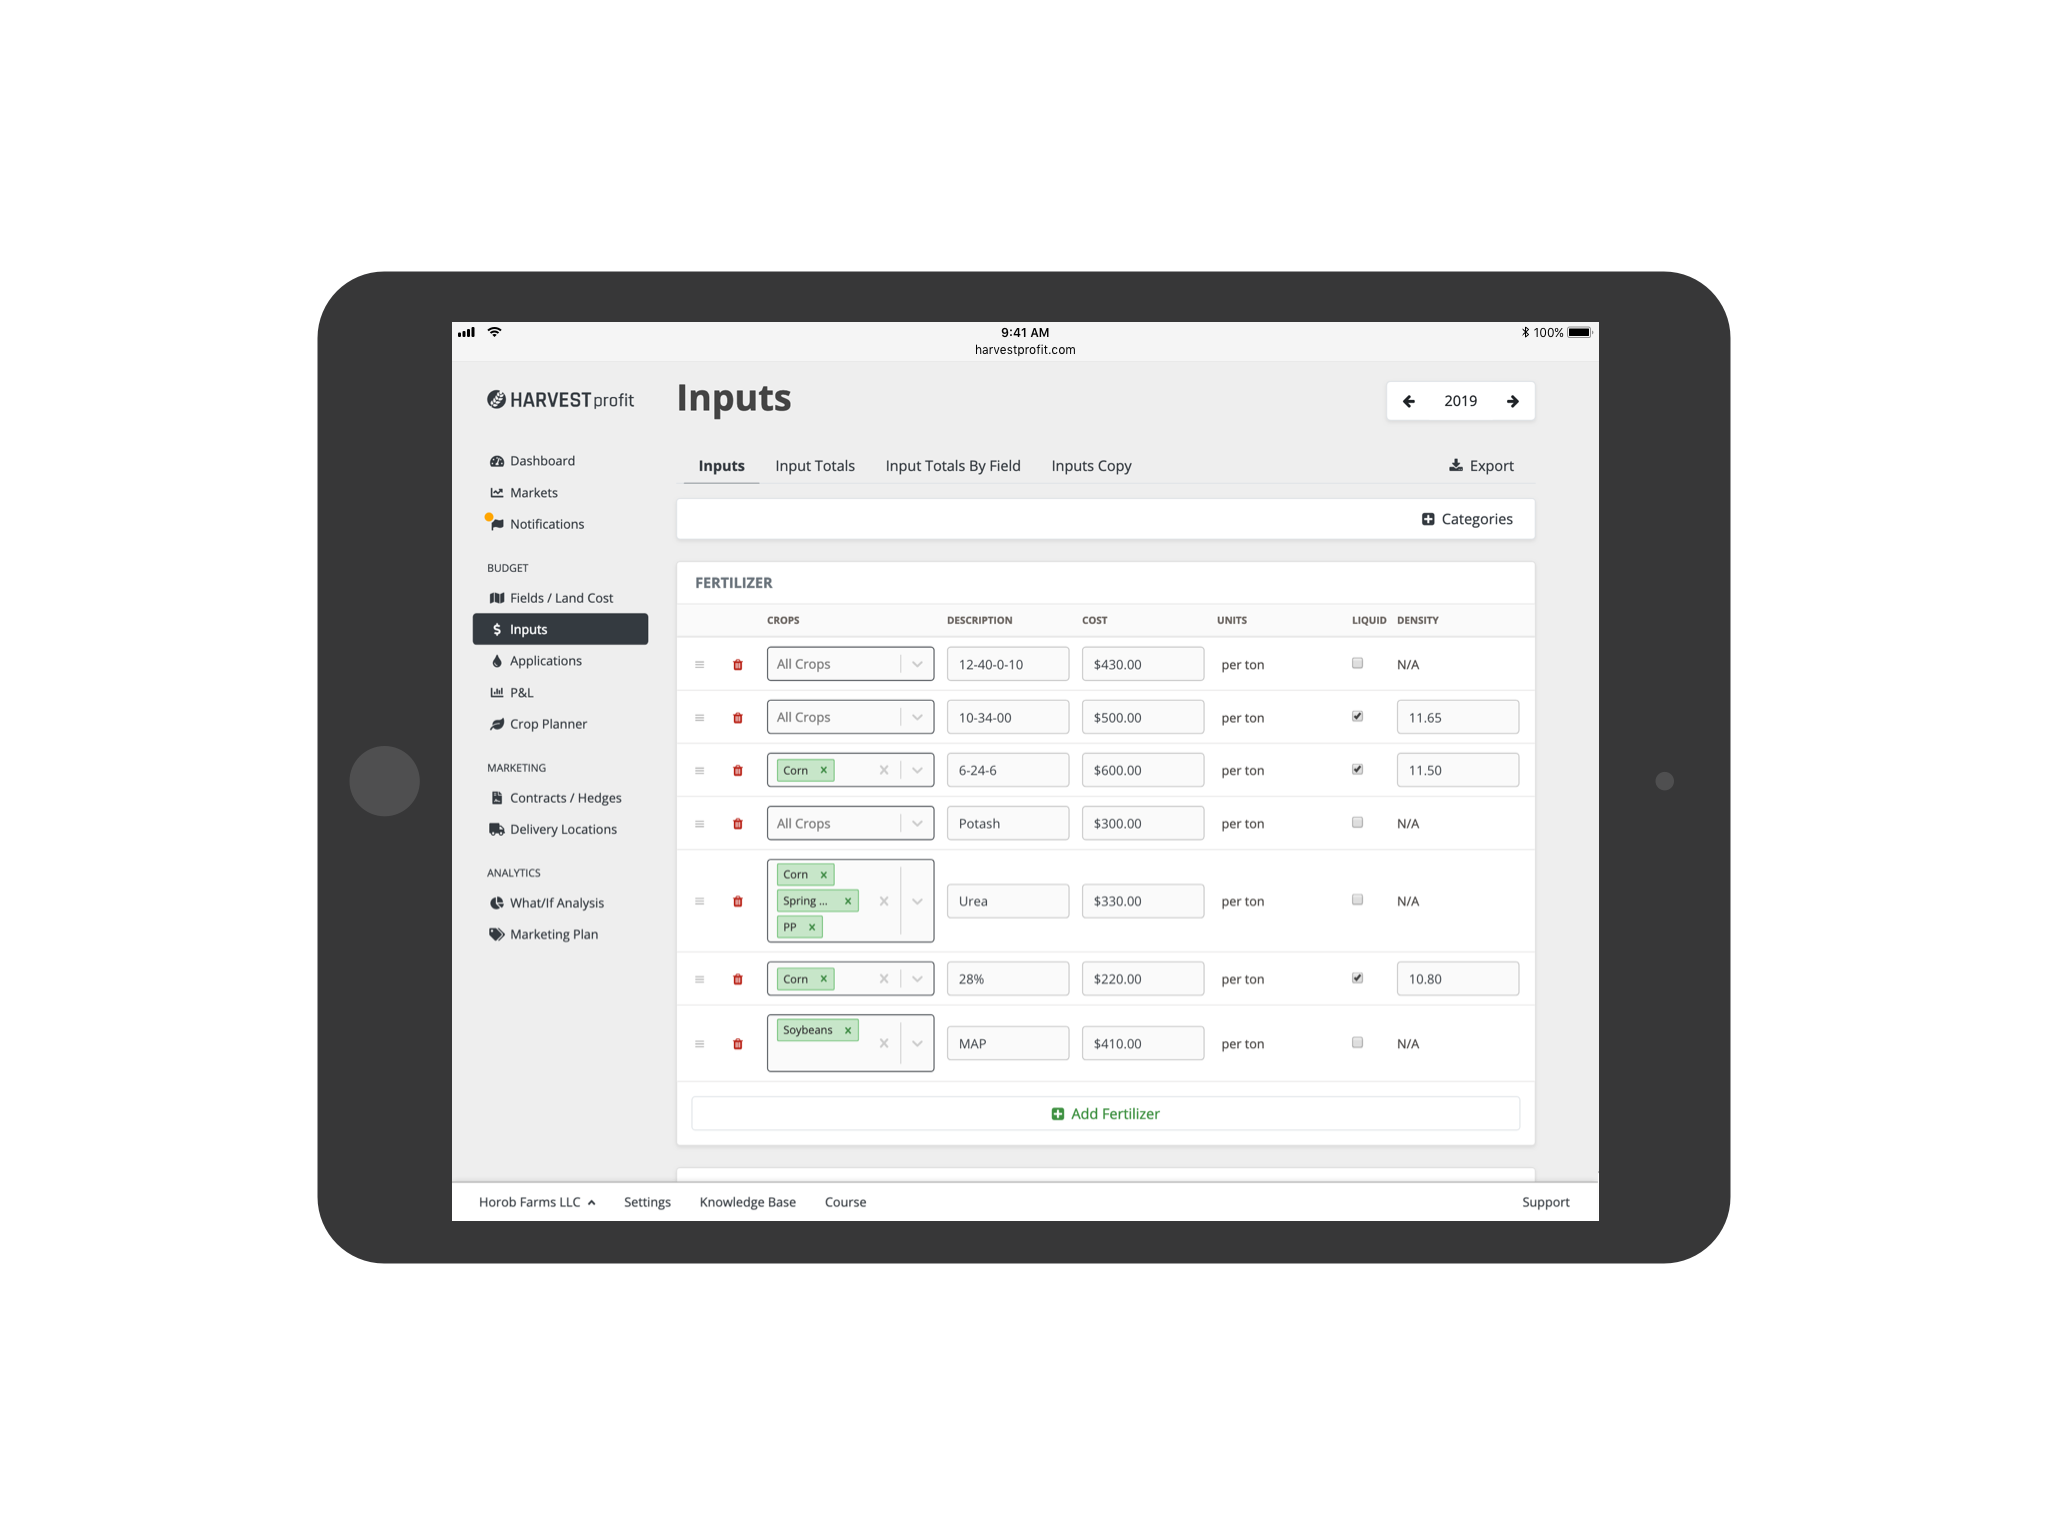 9:41 AM
100%
harvestprofit.com
HARVEST profit
Inputs
2019
Dashboard
Markets
Notifications
BUDGET
Fields / Land Cost
Inputs
Applications
P&L
Crop Planner
MARKETING
Contracts / Hedges
Delivery Locations
ANALYTICS
What/If Analysis
Marketing Plan
Inputs Input Totals Input Totals By Field Inputs Copy Export
Categories
FERTILIZER
CROPS DESCRIPTION COST UNITS LIQUID DENSITY
All Crops 12-40-0-10 $430.00 per ton N/A
All Crops 10-34-00 $500.00 per ton 11.65
Corn 6-24-6 $600.00 per ton 11.50
All Crops Potash $300.00 per ton N/A
Corn
Spring ... Urea $330.00 per ton N/A
PP
Corn 28% $220.00 per ton 10.80
Soybeans MAP $410.00 per ton N/A
Add Fertilizer
Horob Farms LLC Settings Knowledge Base Course Support